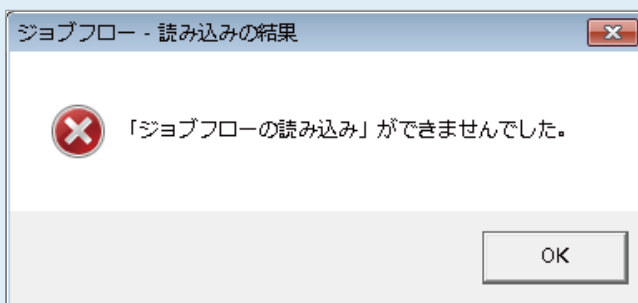 ジョブフロー - 読み込みの結果
「ジョブフローの読み込み」ができませんでした。
OK